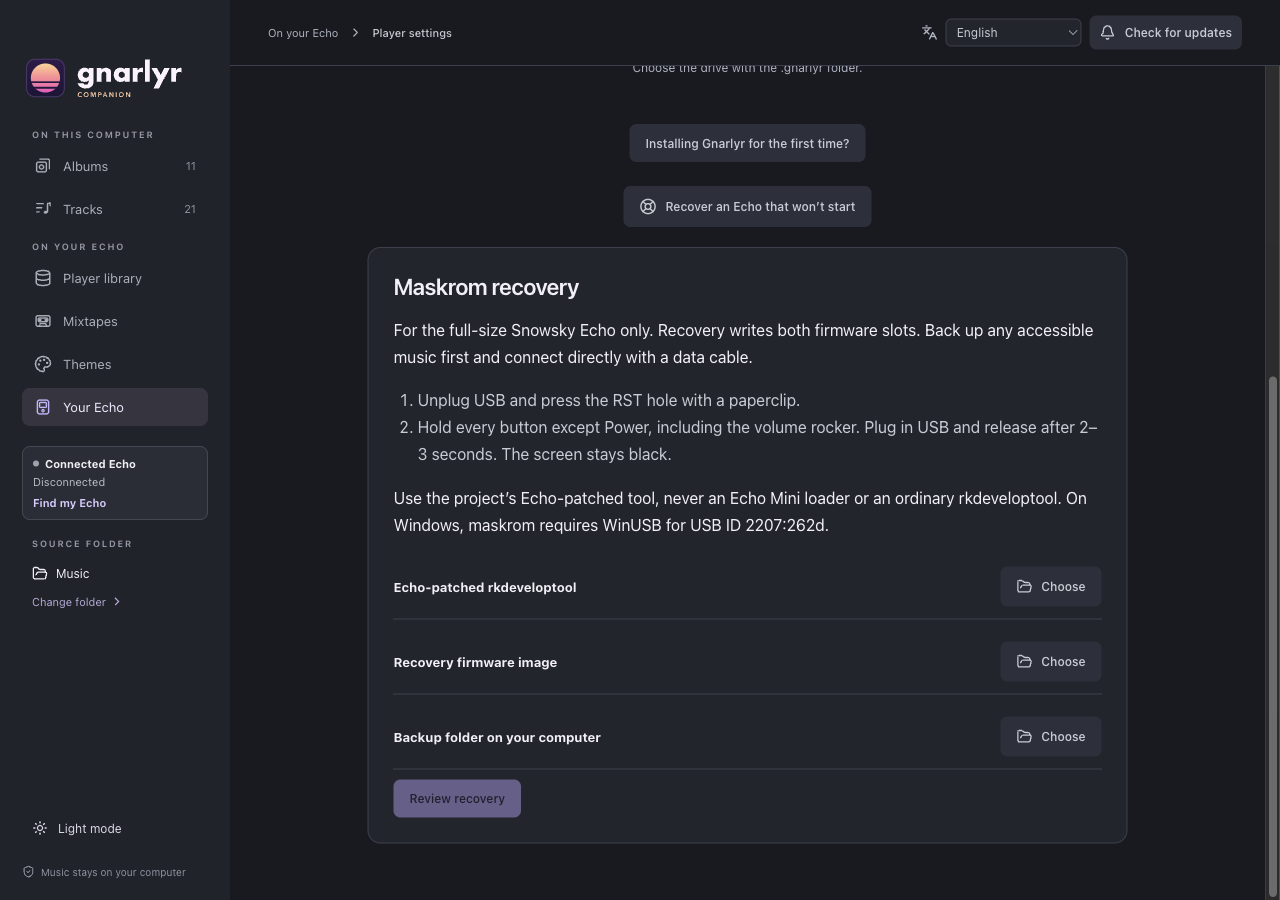 On your Echo
Player settings
English
Check for updates
gnarlyr
COMPANION
ON THIS COMPUTER
Albums 11
Tracks 21
ON YOUR ECHO
Player library
Mixtapes
Themes
Your Echo
Connected Echo
Disconnected
Find my Echo
SOURCE FOLDER
Music
Change folder
Light mode
Music stays on your computer
Choose the drive with the .gnarlyr folder.
Installing Gnarlyr for the first time?
Recover an Echo that won’t start
Maskrom recovery
For the full-size Snowsky Echo only. Recovery writes both firmware slots. Back up any accessible
music first and connect directly with a data cable.
1. Unplug USB and press the RST hole with a paperclip.
2. Hold every button except Power, including the volume rocker. Plug in USB and release after 2–
3 seconds. The screen stays black.
Use the project’s Echo-patched tool, never an Echo Mini loader or an ordinary rkdeveloptool. On
Windows, maskrom requires WinUSB for USB ID 2207:262d.
Echo-patched rkdeveloptool
Choose
Recovery firmware image
Choose
Backup folder on your computer
Choose
Review recovery